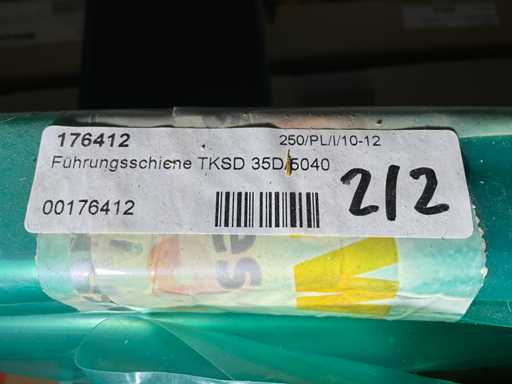 176412 250/PL/I/10-12
Führungsschiene TKSD 35D/5040
00176412 2/2